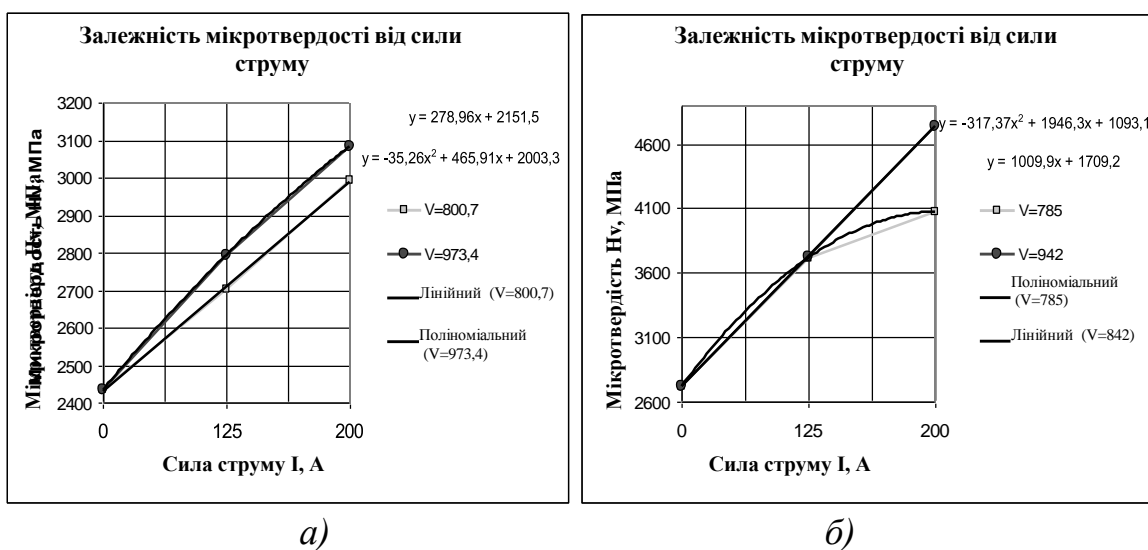 Залежність мікротвердості від сили
струму
3200
3100
3000
2900
2800
2700
2600
2500
2400
0 125 200
Сила струму I, А
y = 278,96x + 2151,5
y = -35,26x² + 465,91x + 2003,3
V=800,7
V=973,4
Лінійний (V=800,7)
Поліноміальний
(V=973,4)
а)
Залежність мікротвердості від сили
струму
Мікротвердість Hv, МПа
4600
4100
3600
3100
2600
0 125 200
Сила струму I, А
y = -317,37x² + 1946,3x + 1093,1
y = 1009,9x + 1709,2
V=785
V=942
Поліноміальний
(V=785)
Лінійний (V=842)
б)